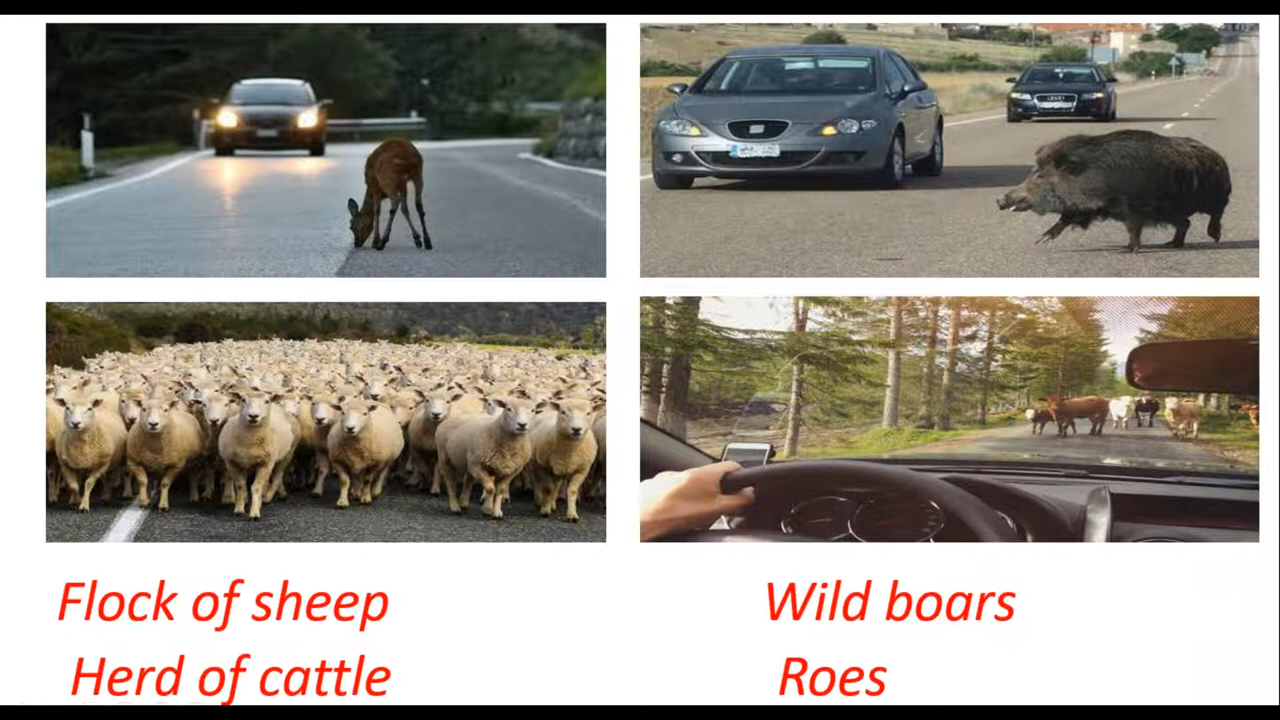 Flock of sheep
Wild boars
Herd of cattle
Roes